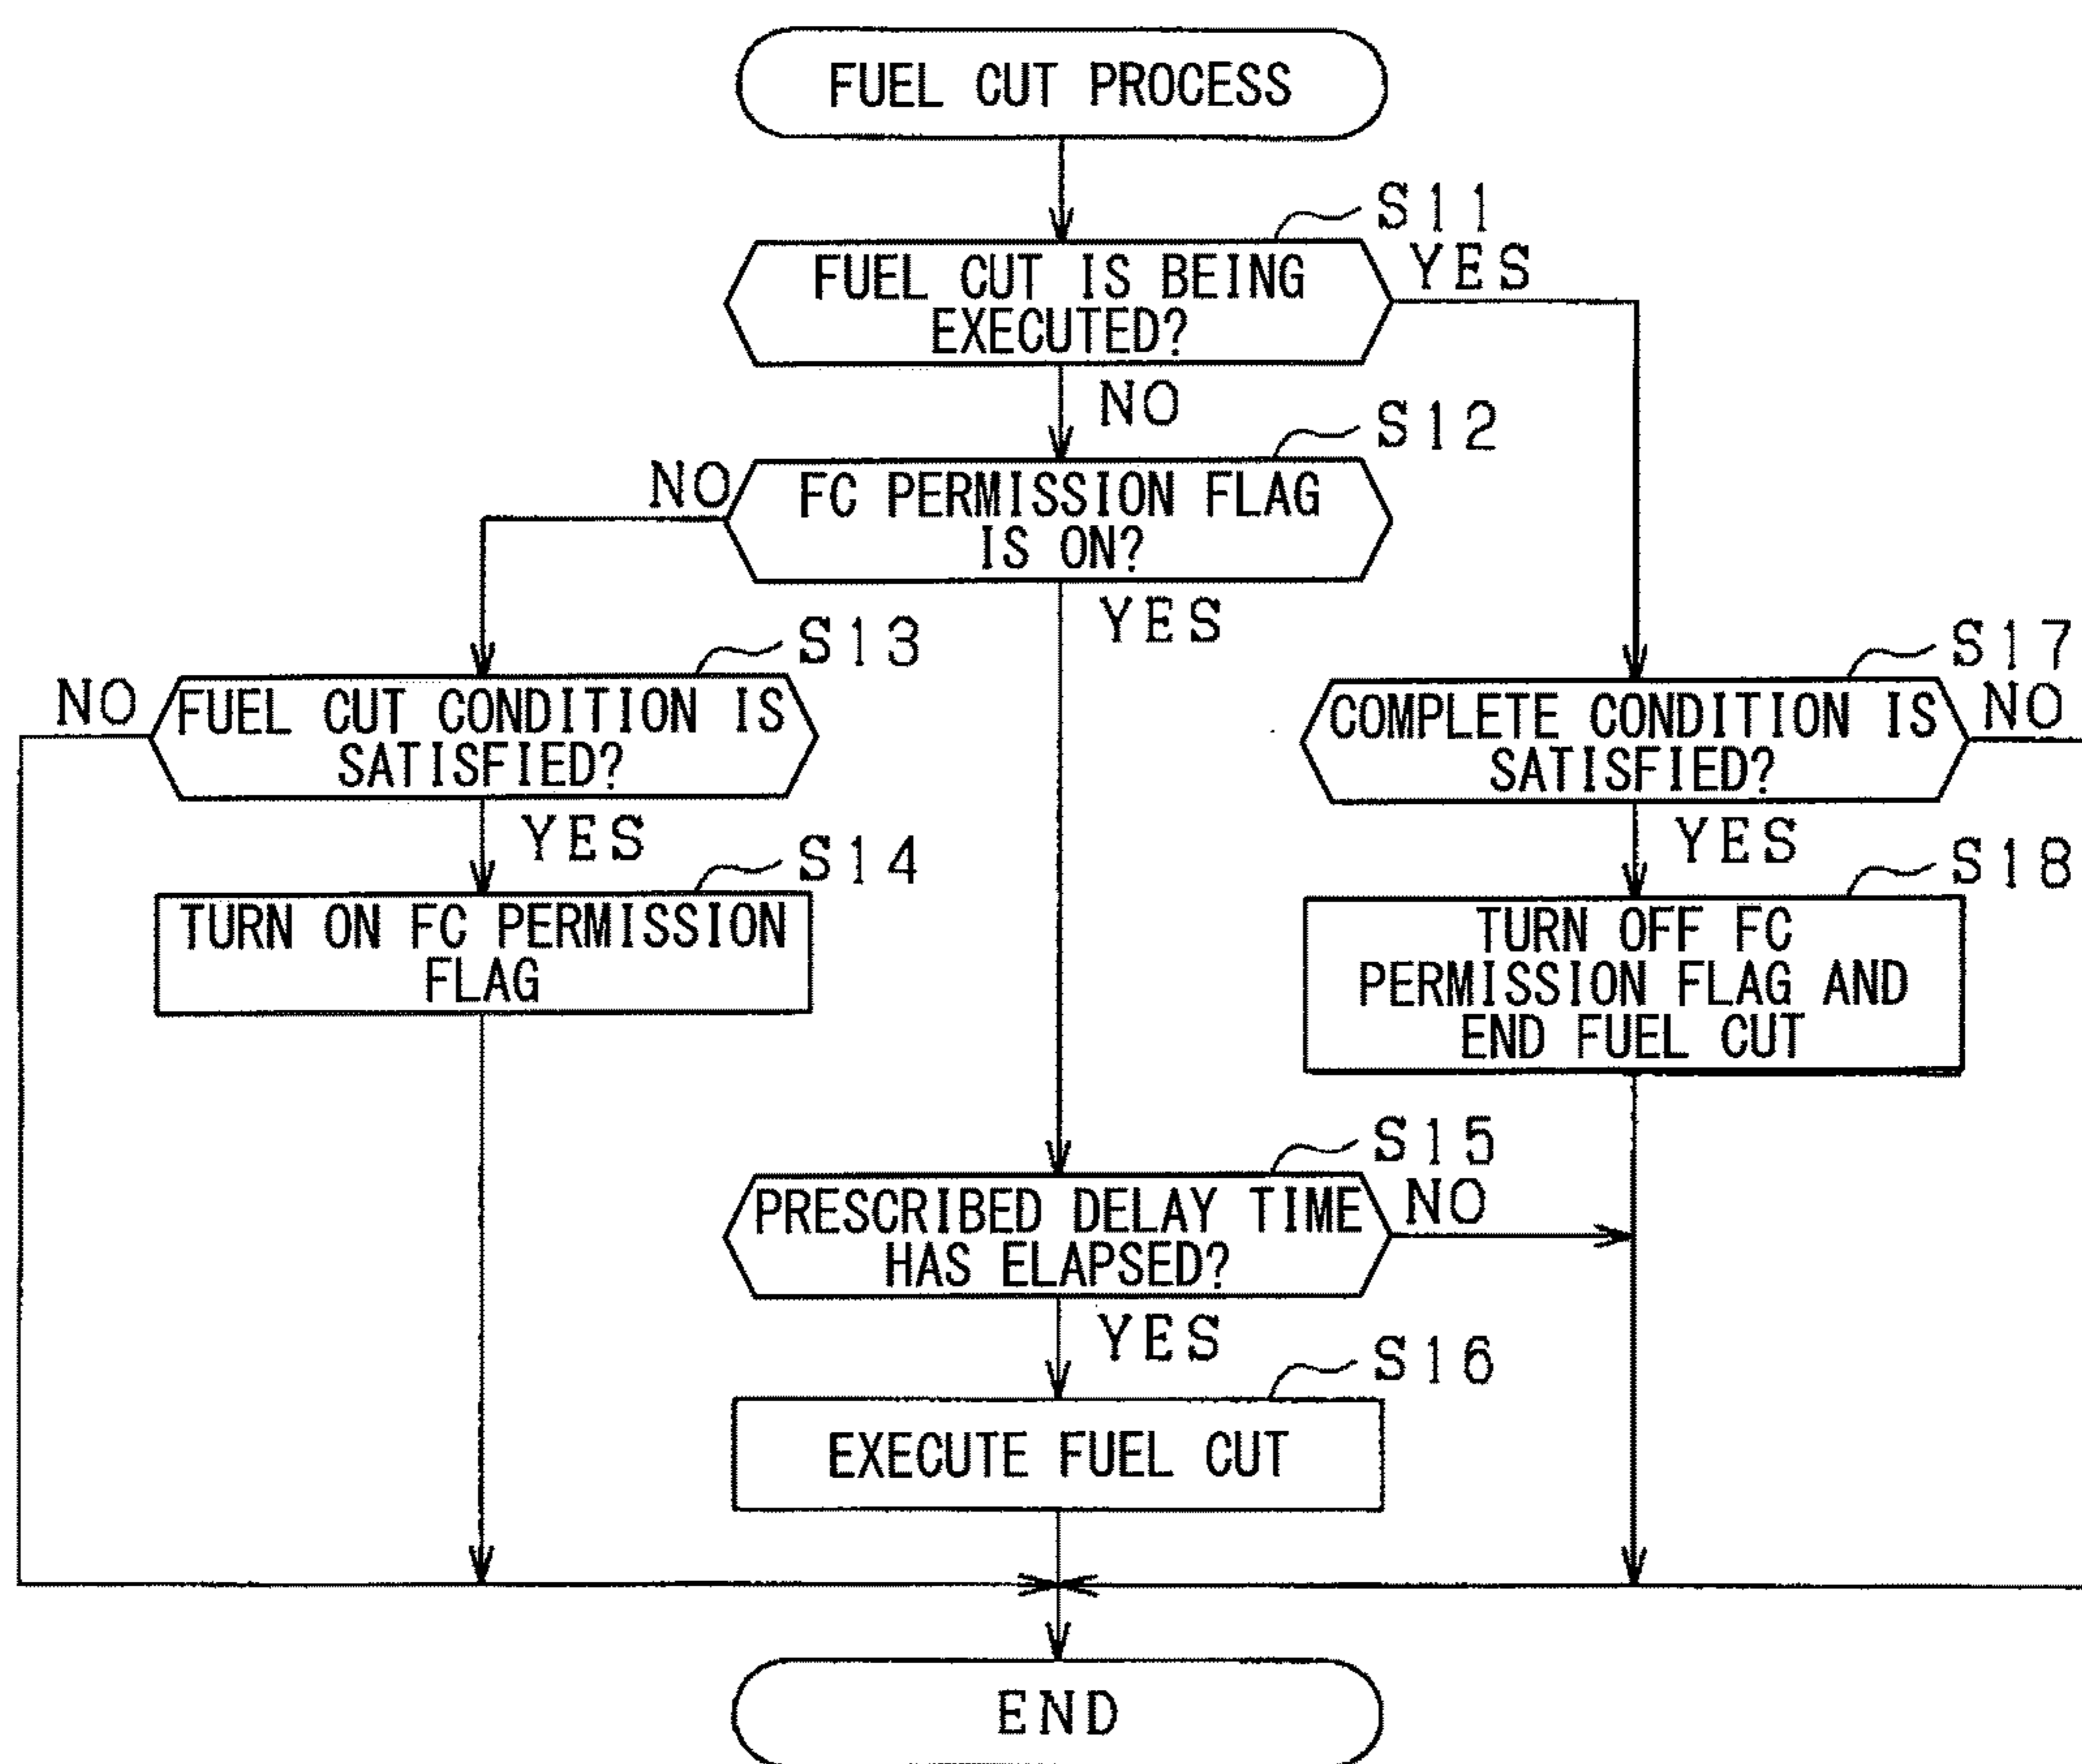 FUEL CUT PROCESS
S11
FUEL CUT IS BEING
EXECUTED?
YES
NO
S12
FC PERMISSION FLAG
IS ON?
NO
YES
S13
FUEL CUT CONDITION IS
SATISFIED?
NO
YES
S14
TURN ON FC PERMISSION
FLAG
S17
COMPLETE CONDITION IS
SATISFIED?
NO
YES
S18
TURN OFF FC
PERMISSION FLAG AND
END FUEL CUT
S15
PRESCRIBED DELAY TIME
HAS ELAPSED?
NO
YES
S16
EXECUTE FUEL CUT
END